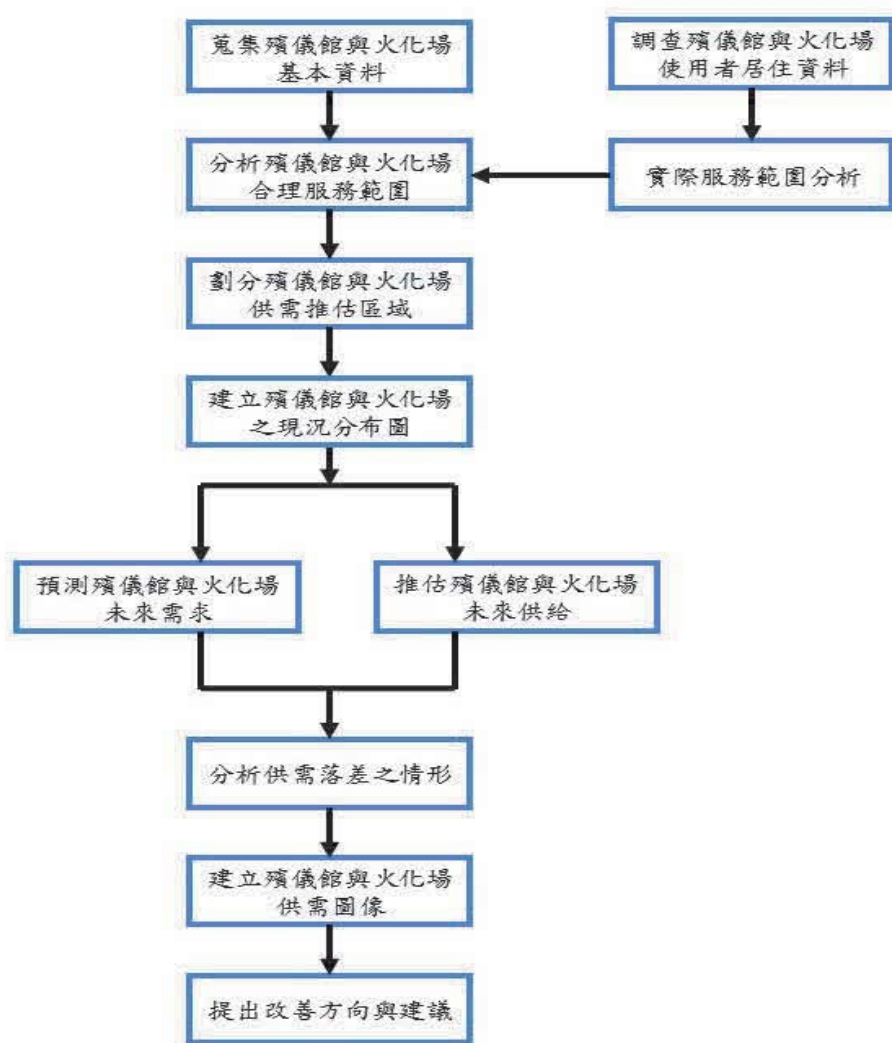 蒐集殯儀館與火化場
基本資料
調查殯儀館與火化場
使用者居住資料
分析殯儀館與火化場
合理服務範圍
實際服務範圍分析
劃分殯儀館與火化場
供需推估區域
建立殯儀館與火化場
之現況分布圖
預測殯儀館與火化場
未來需求
推估殯儀館與火化場
未來供給
分析供需落差之情形
建立殯儀館與火化場
供需圖像
提出改善方向與建議